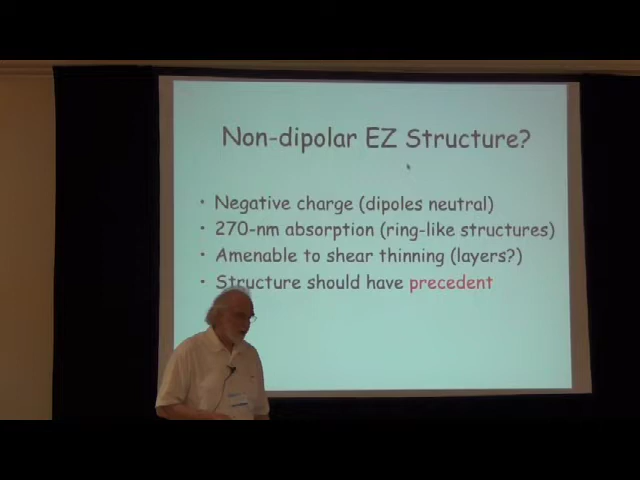 Non-dipolar EZ Structure?
• Negative charge (dipoles neutral)
• 270-nm absorption (ring-like structures)
• Amenable to shear thinning (layers?)
• Structure should have precedent